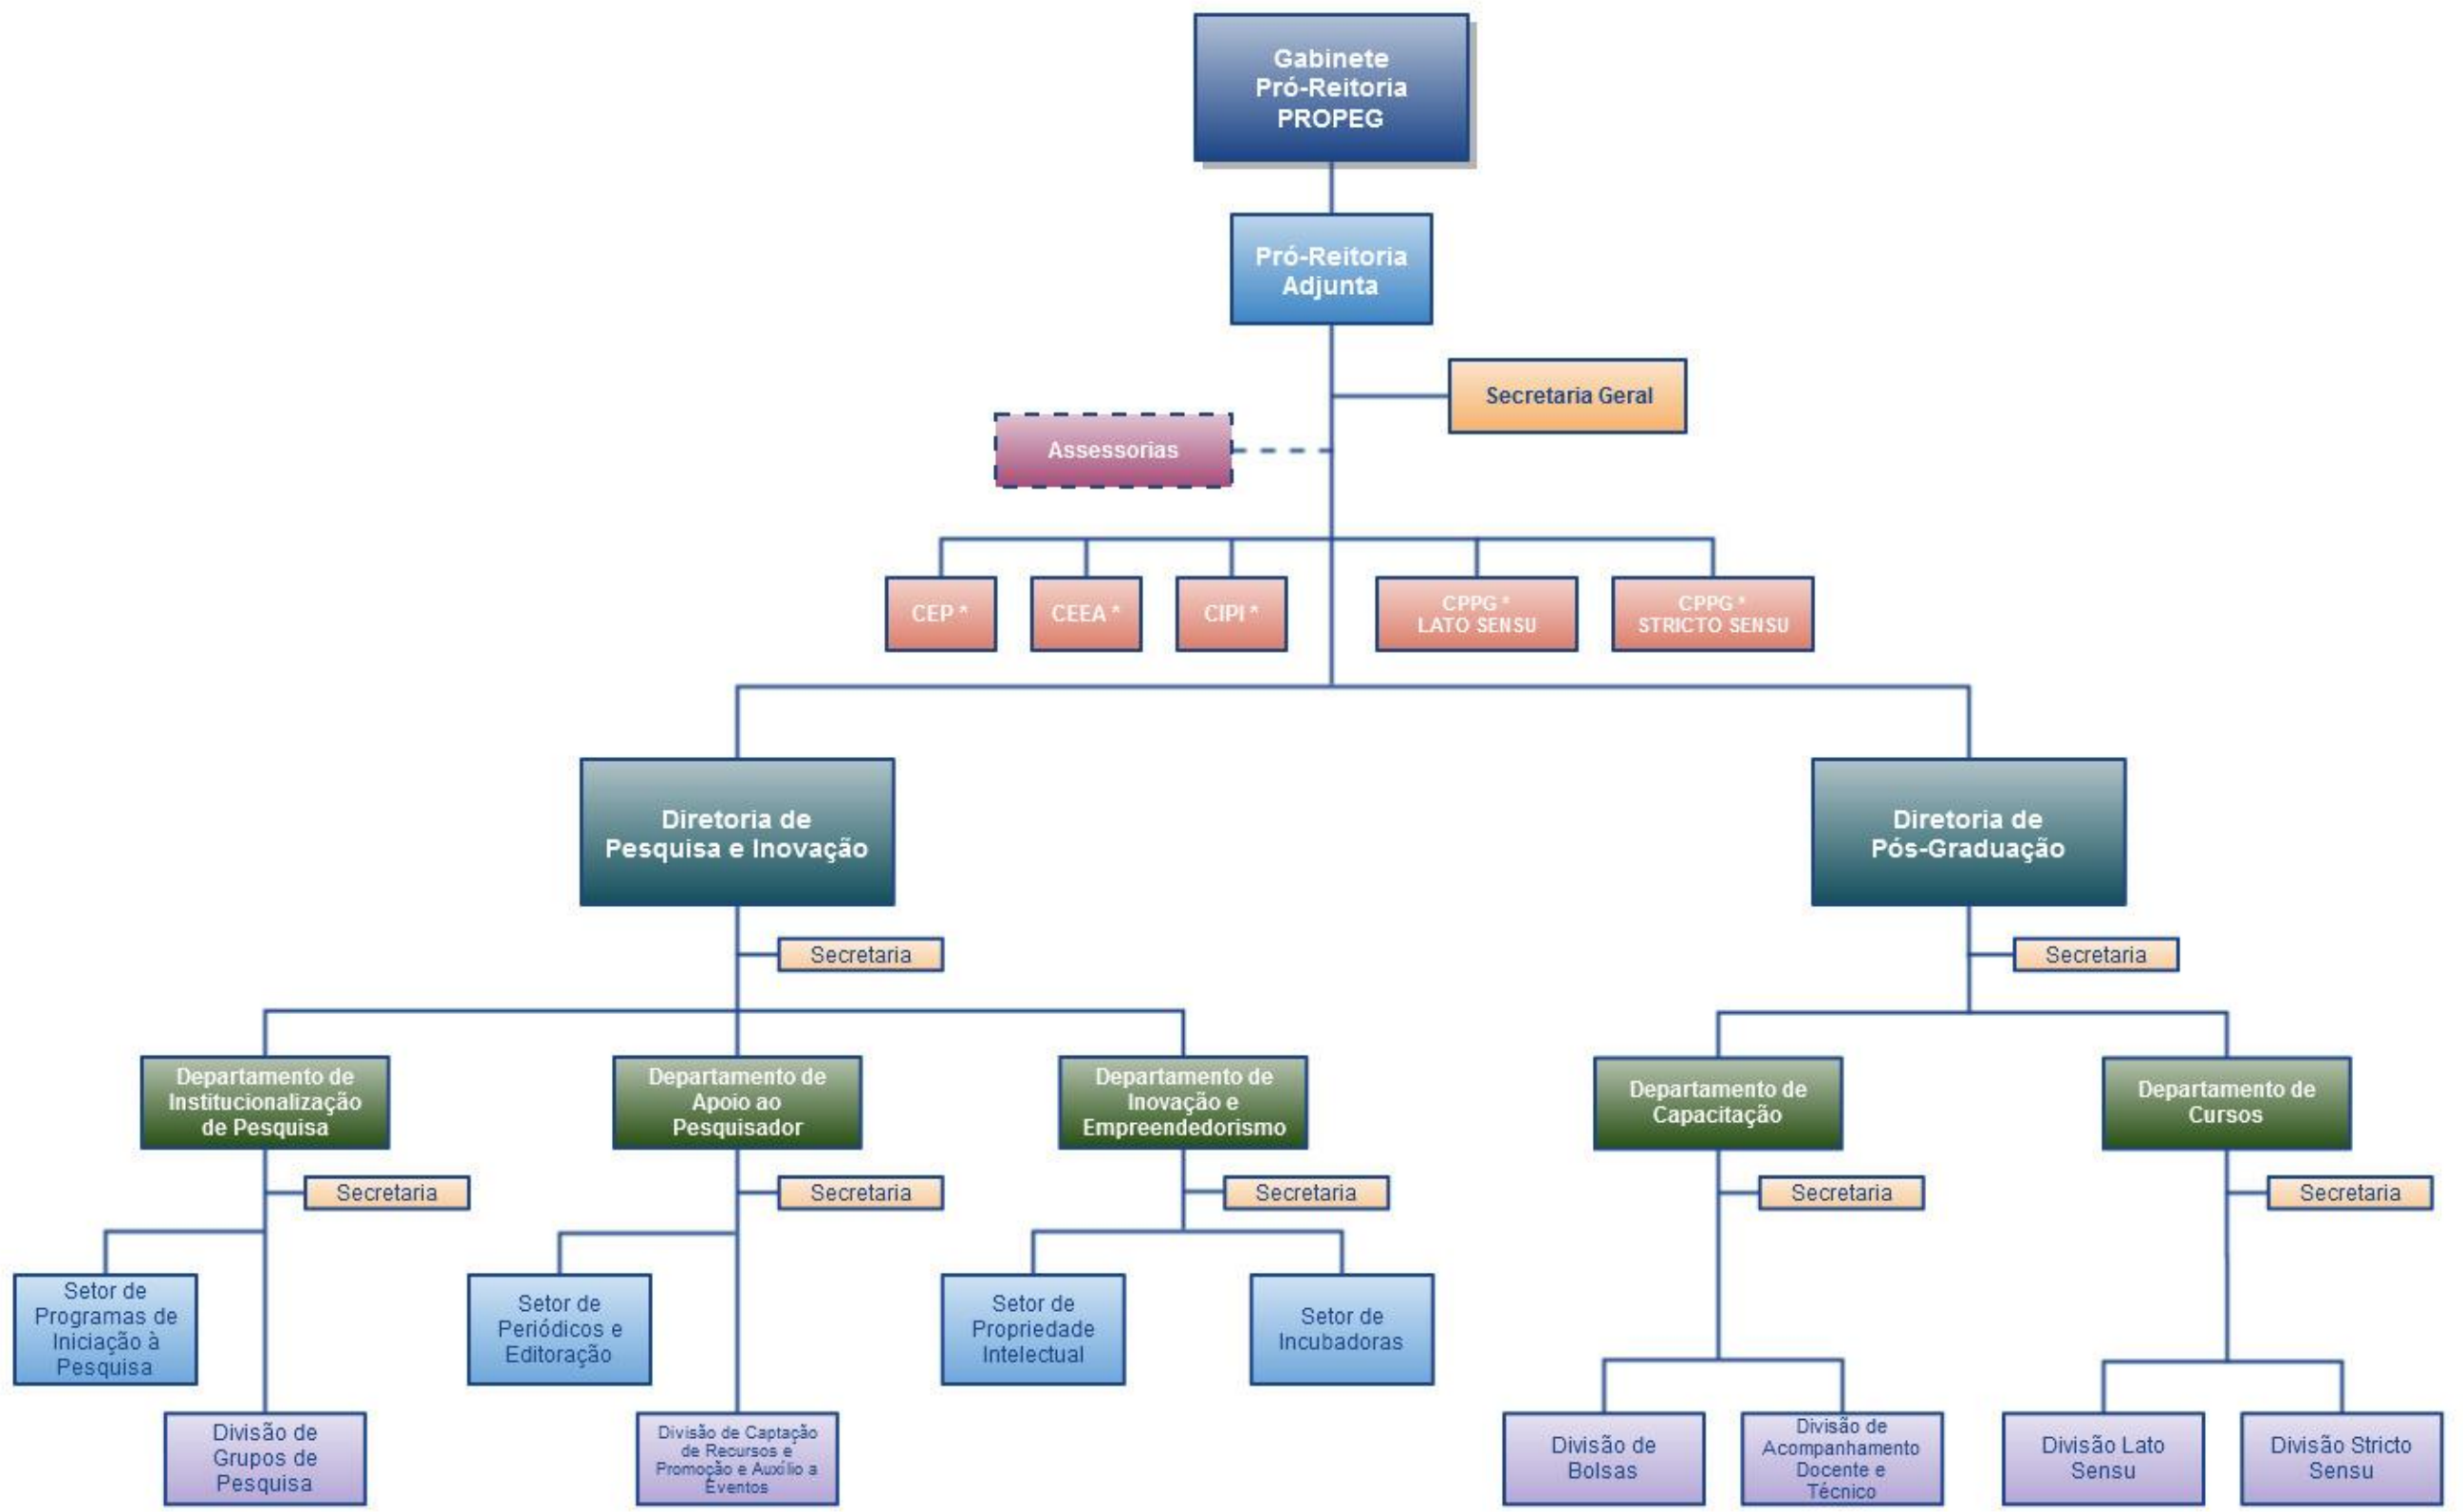 Gabinete
Pró-Reitoria
PROPEG
Pró-Reitoria
Adjunta
Secretaria Geral
Assessorias
CEP *
CEEA *
CIPI *
CPPG *
LATO SENSU
CPPG *
STRICTO SENSU
Diretoria de
Pesquisa e Inovação
Diretoria de
Pós-Graduação
Secretaria
Secretaria
Departamento de
Institucionalização
de Pesquisa
Departamento de
Apoio ao
Pesquisador
Departamento de
Inovação e
Empreendedorismo
Departamento de
Capacitação
Departamento de
Cursos
Secretaria
Secretaria
Secretaria
Secretaria
Secretaria
Setor de
Programas de
Iniciação à
Pesquisa
Setor de
Periódicos e
Editoração
Setor de
Propriedade
Intelectual
Setor de
Incubadoras
Divisão de
Grupos de
Pesquisa
Divisão de Captação
de Recursos e
Promoção e Auxílio a
Eventos
Divisão de
Bolsas
Divisão de
Acompanhamento
Docente e
Técnico
Divisão Lato
Sensu
Divisão Stricto
Sensu